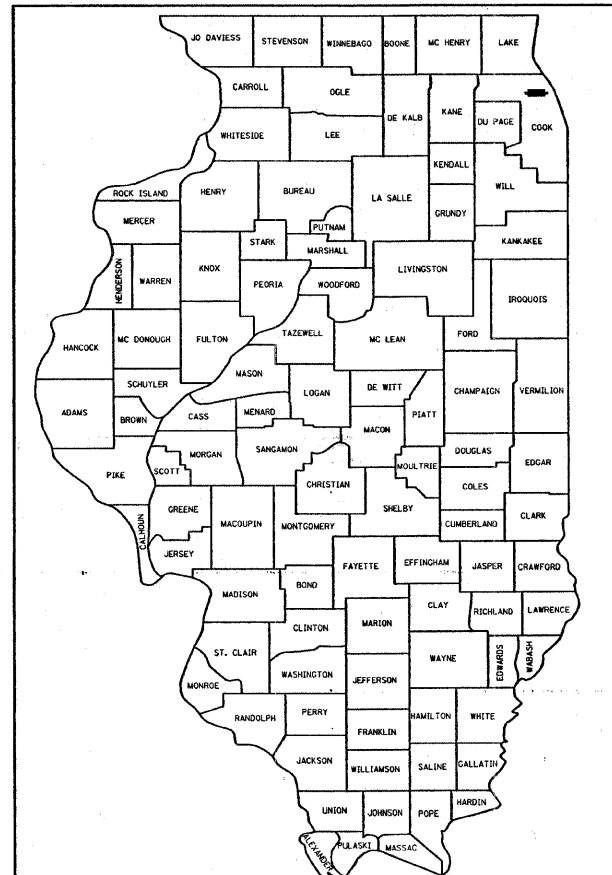 JO DAVIESS
STEVENSON
WINNEBAGO
BOONE
MC HENRY
LAKE
CARROLL
OGLE
DE KALB
KANE
DU PAGE
COOK
WHITESIDE
LEE
KENDALL
WILL
ROCK ISLAND
HENRY
BUREAU
LA SALLE
GRUNDY
MERCER
PUTNAM
STARK
MARSHALL
KANKAKEE
HENDERSON
WARREN
KNOX
PEORIA
WOODFORD
LIVINGSTON
IROQUOIS
HANCOCK
MC DONOUGH
FULTON
TAZEWELL
MC LEAN
FORD
MASON
SCHUYLER
LOGAN
DE WITT
CHAMPAIGN
VERMILION
ADAMS
BROWN
CASS
MENARD
PIATT
MACON
SANGAMON
MORGAN
SCOTT
PIKE
DOUGLAS
MOULTRIE
EDGAR
CHRISTIAN
COLES
SHELBY
GREENE
MACOUPIN
MONTGOMERY
CUMBERLAND
CLARK
CALHOUN
JERSEY
FAYETTE
EFFINGHAM
JASPER
CRAWFORD
MADISON
BOND
CLAY
RICHLAND
LAWRENCE
CLINTON
MARION
ST. CLAIR
WAYNE
EDWARDS
WABASH
WASHINGTON
JEFFERSON
MONROE
RANDOLPH
PERRY
HAMILTON
WHITE
FRANKLIN
JACKSON
WILLIAMSON
SALINE
GALLATIN
UNION
JOHNSON
POPE
HARDIN
ALEXANDER
PULASKI
MASSAC